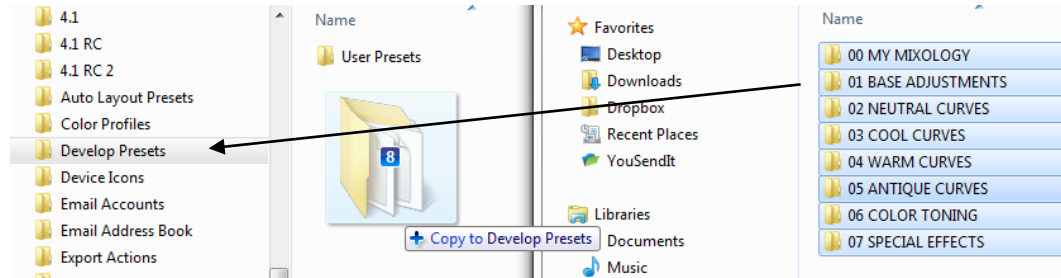 4.1
4.1 RC
4.1 RC 2
Auto Layout Presets
Color Profiles
Develop Presets
Device Icons
Email Accounts
Email Address Book
Export Actions
Name
User Presets
8
Copy to Develop Presets
Favorites
Desktop
Downloads
Dropbox
Recent Places
YouSendIt
Libraries
Documents
Music
Name
00 MY MIXOLOGY
01 BASE ADJUSTMENTS
02 NEUTRAL CURVES
03 COOL CURVES
04 WARM CURVES
05 ANTIQUE CURVES
06 COLOR TONING
07 SPECIAL EFFECTS